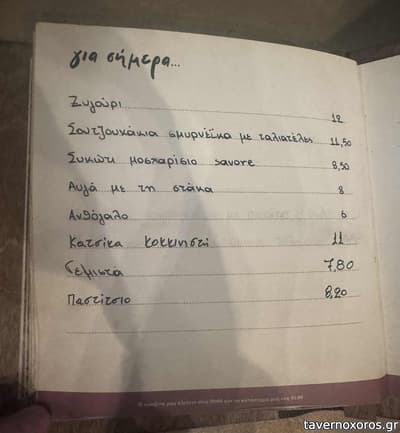 για σήμερα...
Ζυγούρι 12
Σουτζουκάκια σμυρνέικα με ταλιατέλες 11,50
Συκώτι μοσχαρίσιο savore 8,50
Αυγά με τη στάκα 8
Ανθόγαλο 6
Κατσίκα κοκκινιστή 11
Γεμιστά 7,80
Παστίτσιο 8,20
tavernoxoros.gr